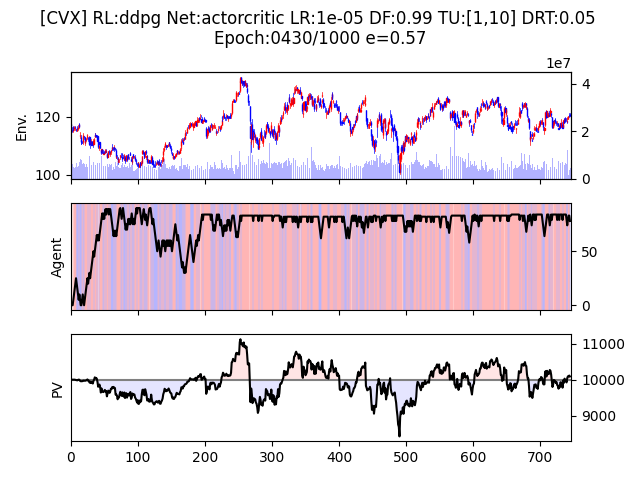 [CVX] RL:ddpg Net:actorcritic LR:1e-05 DF:0.99 TU:[1,10] DRT:0.05
Epoch:0430/1000 e=0.57
1e7
Env.
120
100
4
2
0
Agent
50
0
PV
11000
10000
9000
0 100 200 300 400 500 600 700